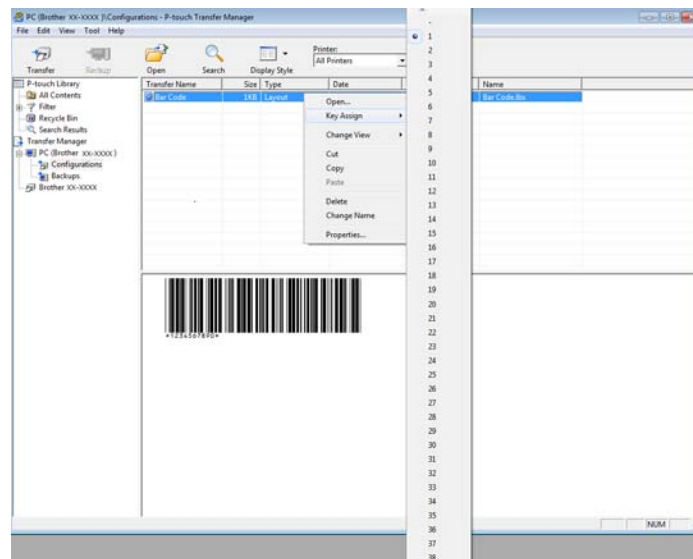 PC (Brother XX-XXXX )\Configurations - P-touch Transfer Manager
File Edit View Tool Help
Transfer Backup Open Search Display Style
Printer:
All Printers
P-touch Library
All Contents
Filter
Recycle Bin
Search Results
Transfer Manager
PC (Brother XX-XXXX )
Configurations
Backups
Brother XX-XXXX
Transfer Name Size Type Date Name
Bar Code 1KB Layout Bar Code.lbx
Open...
Key Assign
Change View
Cut
Copy
Paste
Delete
Change Name
Properties...
-
1
2
3
4
5
6
7
8
9
10
11
12
13
14
15
16
17
18
19
20
21
22
23
24
25
26
27
28
29
30
31
32
33
34
35
36
37
38
*1234567890*
NUM